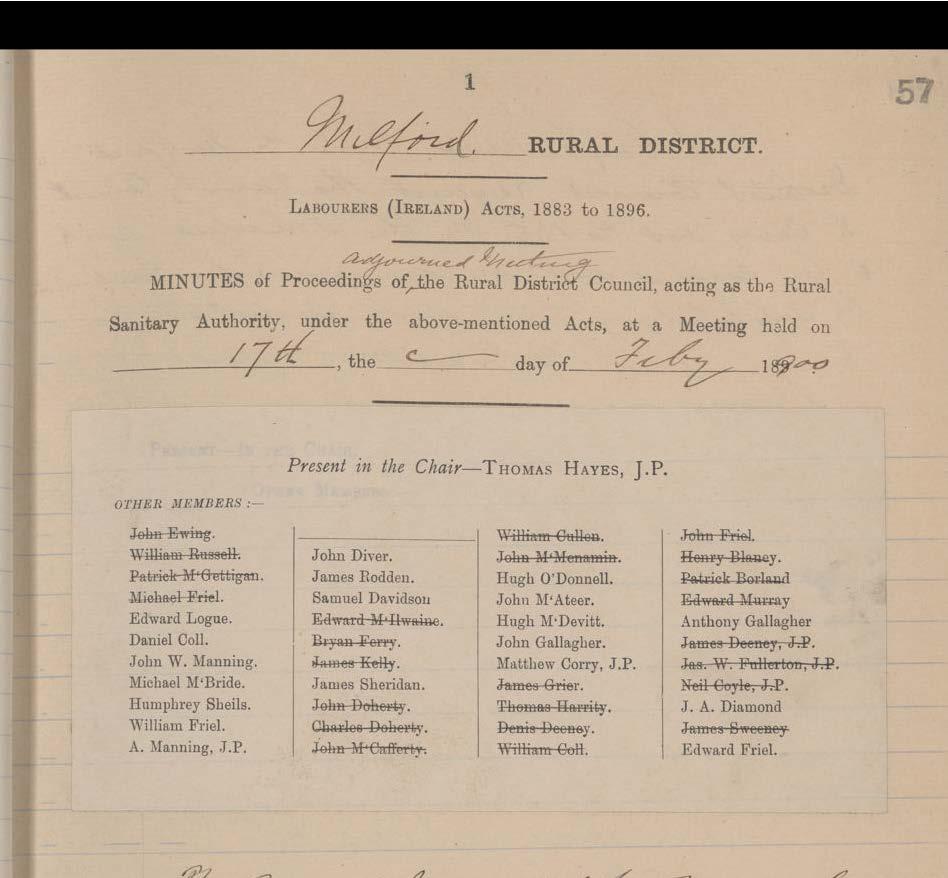 1
57
Milford. RURAL DISTRICT.
LABOURERS (IRELAND) ACTS, 1883 to 1896.
adjourned Meeting
MINUTES of Proceedings of the Rural District Council, acting as the Rural
Sanitary Authority, under the above-mentioned Acts, at a Meeting held on
17th, the day of Feby 1900
Present in the Chair—THOMAS HAYES, J.P.
OTHER MEMBERS :—
John Ewing.
William Russell.
Patrick M‘Gettigan.
Michael Friel.
Edward Logue.
Daniel Coll.
John W. Manning.
Michael M‘Bride.
Humphrey Sheils.
William Friel.
A. Manning, J.P.
John Diver.
James Rodden.
Samuel Davidson
Edward M‘Ilwaine.
Bryan Ferry.
James Kelly.
James Sheridan.
John Doherty.
Charles Doherty.
John M‘Cafferty.
William Cullen.
John M‘Menamin.
Hugh O’Donnell.
John M‘Ateer.
Hugh M‘Devitt.
John Gallagher.
Matthew Corry, J.P.
James Grier.
Thomas Harrity.
Denis Deeney.
William Coll.
John Friel.
Henry Blaney.
Patrick Borland
Edward Murray
Anthony Gallagher
James Deeney, J.P.
Jas. W. Fullerton, J.P.
Neil Coyle, J.P.
J. A. Diamond
James Sweeney
Edward Friel.